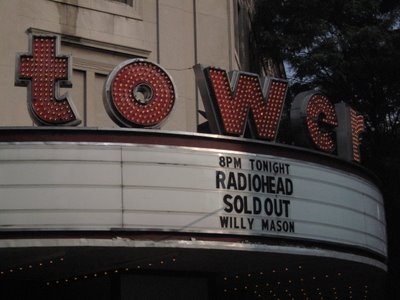 tower
8PM TONIGHT
RADIOHEAD
SOLD OUT
WILLY MASON